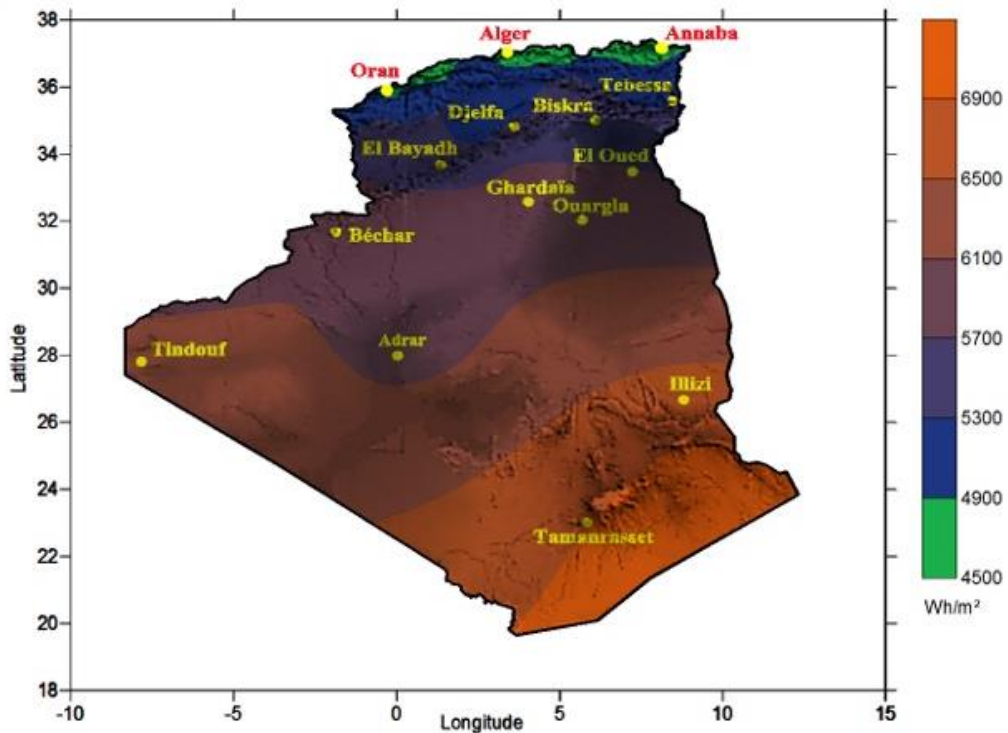 38
36
34
32
30
28
26
24
22
20
18
Latitude
-10
-5
0
5
10
15
Longitude
Alger
Annaba
Oran
Tebessa
Biskra
Djelfa
El Bayadh
El Oued
Ghardaïa
Ouargla
Béchar
Adrar
Tindouf
Illizi
Tamanrasset
6900
6500
6100
5700
5300
4900
4500
Wh/m²